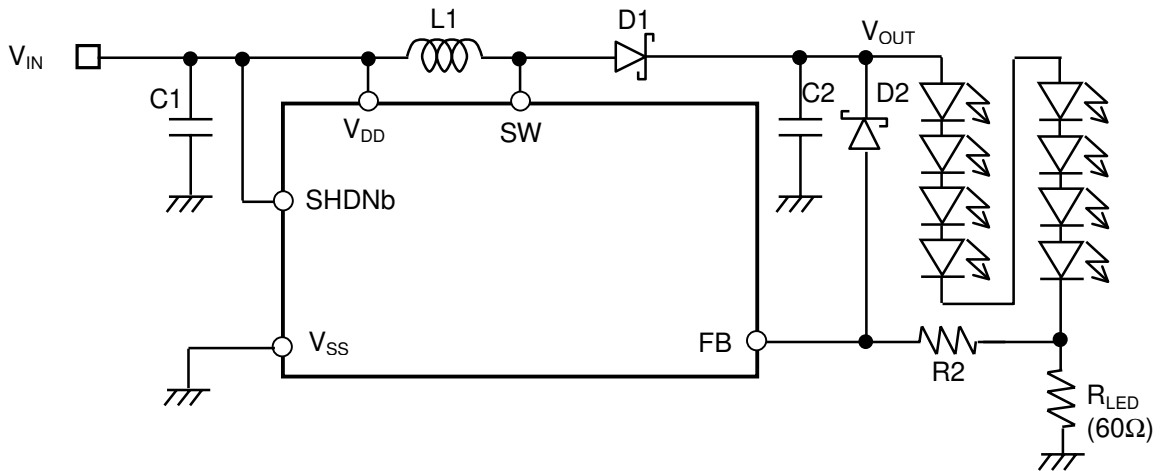 L1
D1
V_OUT
V_IN
C1
C2
D2
V_DD
SW
SHDNb
V_SS
FB
R2
R_LED
(60Ω)